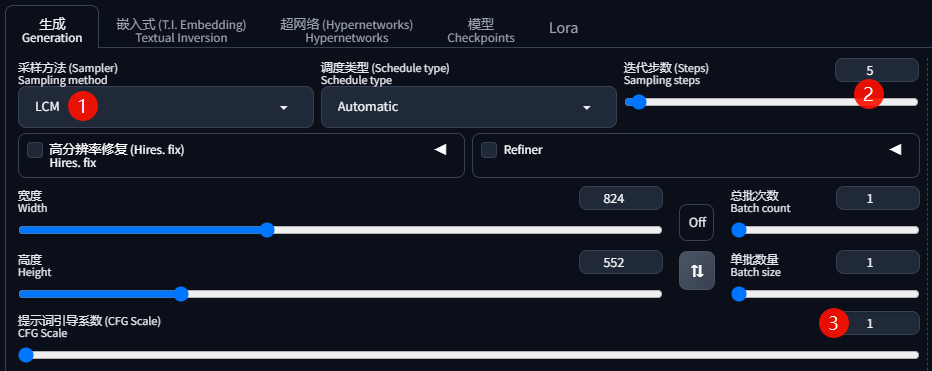 生成
Generation
嵌入式 (T.I. Embedding)
Textual Inversion
超网络 (Hypernetworks)
Hypernetworks
模型
Checkpoints
Lora
采样方法 (Sampler)
Sampling method
LCM
1
调度类型 (Schedule type)
Schedule type
Automatic
迭代步数 (Steps)
Sampling steps
5
2
高分辨率修复 (Hires. fix)
Hires. fix
Refiner
宽度
Width
824
Off
总批次数
Batch count
1
高度
Height
552
单批数量
Batch size
1
提示词引导系数 (CFG Scale)
CFG Scale
3
1